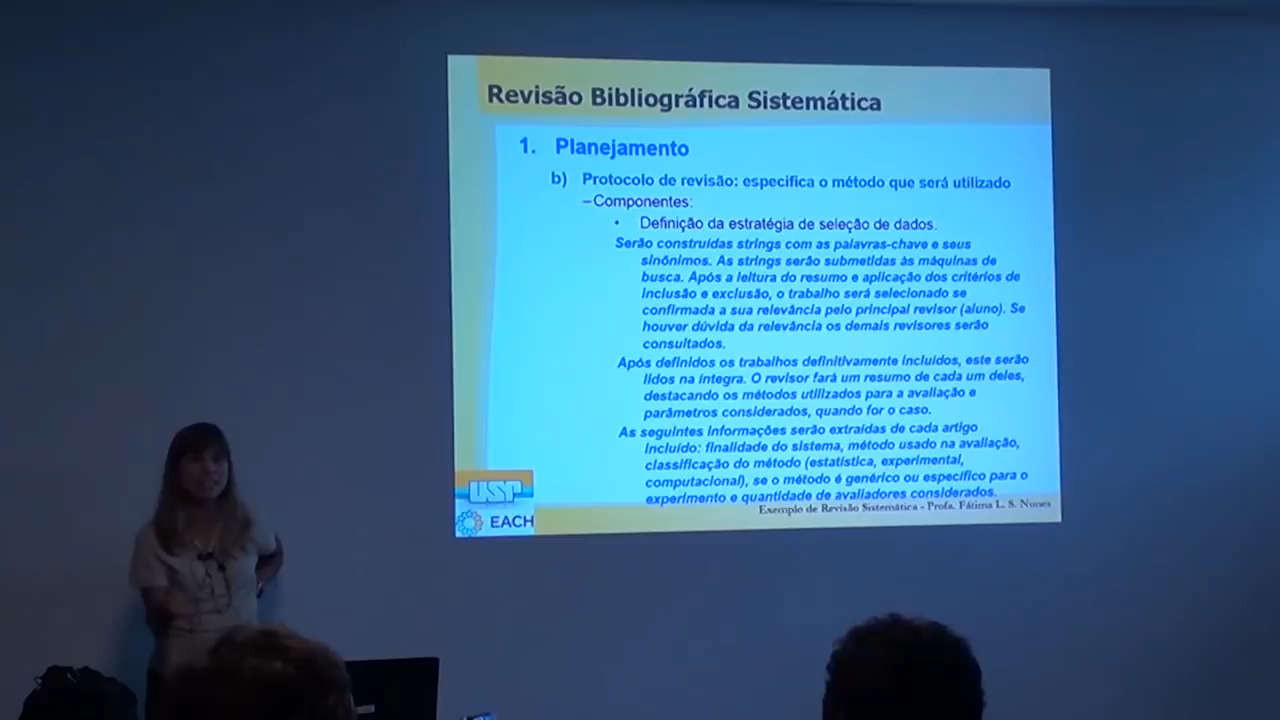 Revisão Bibliográfica Sistemática
1. Planejamento
b) Protocolo de revisão: especifica o método que será utilizado
–Componentes:
• Definição da estratégia de seleção de dados.
Serão construídas strings com as palavras-chave e seus
sinônimos. As strings serão submetidas às máquinas de
busca. Após a leitura do resumo e aplicação dos critérios de
inclusão e exclusão, o trabalho será selecionado se
confirmada a sua relevância pelo principal revisor (aluno). Se
houver dúvida da relevância os demais revisores serão
consultados.
Após definidos os trabalhos definitivamente incluídos, este serão
lidos na íntegra. O revisor fará um resumo de cada um deles,
destacando os métodos utilizados para a avaliação e
parâmetros considerados, quando for o caso.
As seguintes informações serão extraídas de cada artigo
incluído: finalidade do sistema, método usado na avaliação,
classificação do método (estatística, experimental,
computacional), se o método é genérico ou específico para o
experimento e quantidade de avaliadores considerados.
Exemplo de Revisão Sistemática - Profa. Fátima L. S. Nunes
USP
EACH